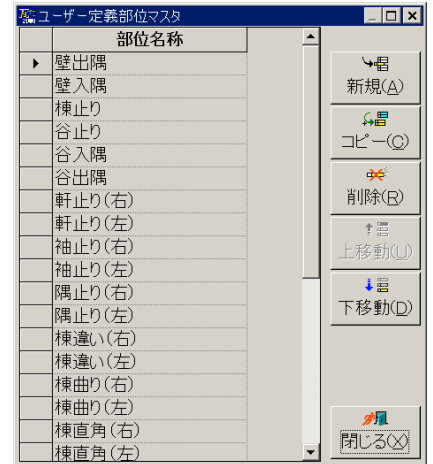 ユーザー定義部位マスタ
部位名称
壁出隅
壁入隅
棟止り
谷止り
谷入隅
谷出隅
軒止り(右)
軒止り(左)
袖止り(右)
袖止り(左)
隅止り(右)
隅止り(左)
棟違い(右)
棟違い(左)
棟曲り(右)
棟曲り(左)
棟直角(右)
棟直角(左)
新規(A)
コピー(C)
削除(R)
上移動(U)
下移動(D)
閉じる(X)